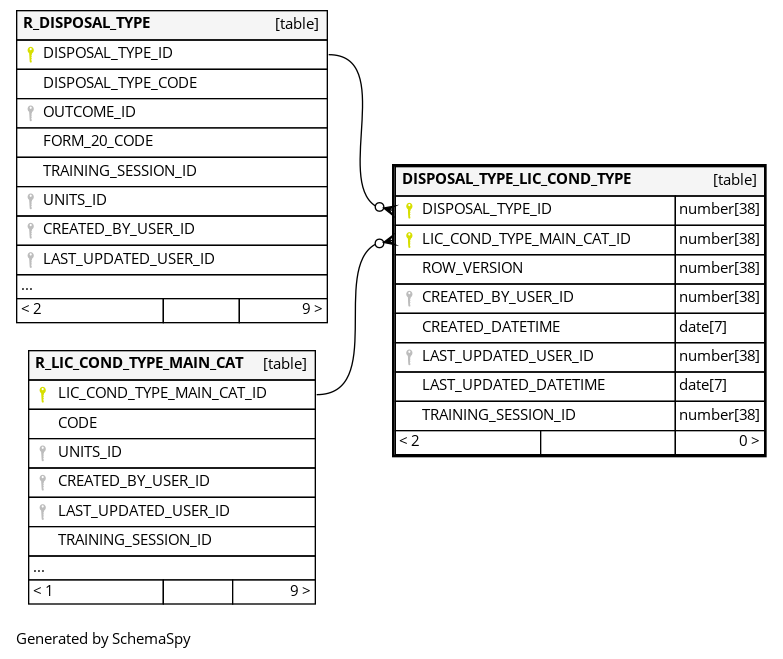 R_DISPOSAL_TYPE [table]
DISPOSAL_TYPE_ID
DISPOSAL_TYPE_CODE
OUTCOME_ID
FORM_20_CODE
TRAINING_SESSION_ID
UNITS_ID
CREATED_BY_USER_ID
LAST_UPDATED_USER_ID
...
< 2 9 >
DISPOSAL_TYPE_LIC_COND_TYPE [table]
DISPOSAL_TYPE_ID number[38]
LIC_COND_TYPE_MAIN_CAT_ID number[38]
ROW_VERSION number[38]
CREATED_BY_USER_ID number[38]
CREATED_DATETIME date[7]
LAST_UPDATED_USER_ID number[38]
LAST_UPDATED_DATETIME date[7]
TRAINING_SESSION_ID number[38]
< 2 0 >
R_LIC_COND_TYPE_MAIN_CAT [table]
LIC_COND_TYPE_MAIN_CAT_ID
CODE
UNITS_ID
CREATED_BY_USER_ID
LAST_UPDATED_USER_ID
TRAINING_SESSION_ID
...
< 1 9 >
Generated by SchemaSpy